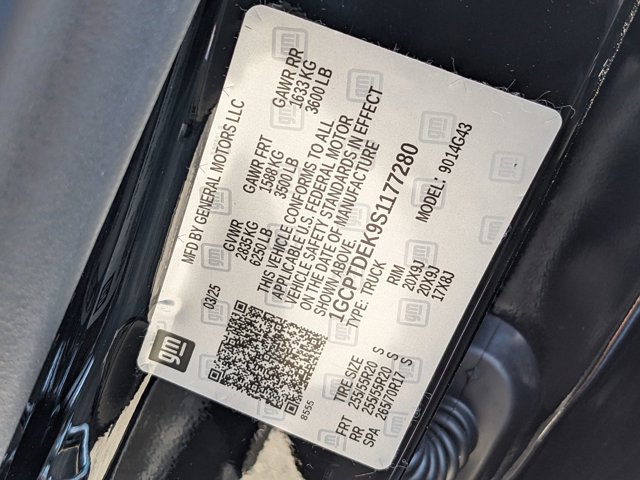 gm
MFD BY GENERAL MOTORS LLC
03/25 GVWR GAWR FRT GAWR RR
2835 KG 1588 KG 1633 KG
6250 LB 3500 LB 3600 LB
THIS VEHICLE CONFORMS TO ALL
APPLICABLE U.S. FEDERAL MOTOR
VEHICLE SAFETY STANDARDS IN EFFECT
ON THE DATE OF MANUFACTURE
SHOWN ABOVE
1GCPTDEK9S1177280
TYPE: TRUCK MODEL: 9014G43
8555
TIRE SIZE RIM
FRT 255/55R20 S 20X9J
RR 255/55R20 S 20X9J
SPA 265/70R17 S 17X8J